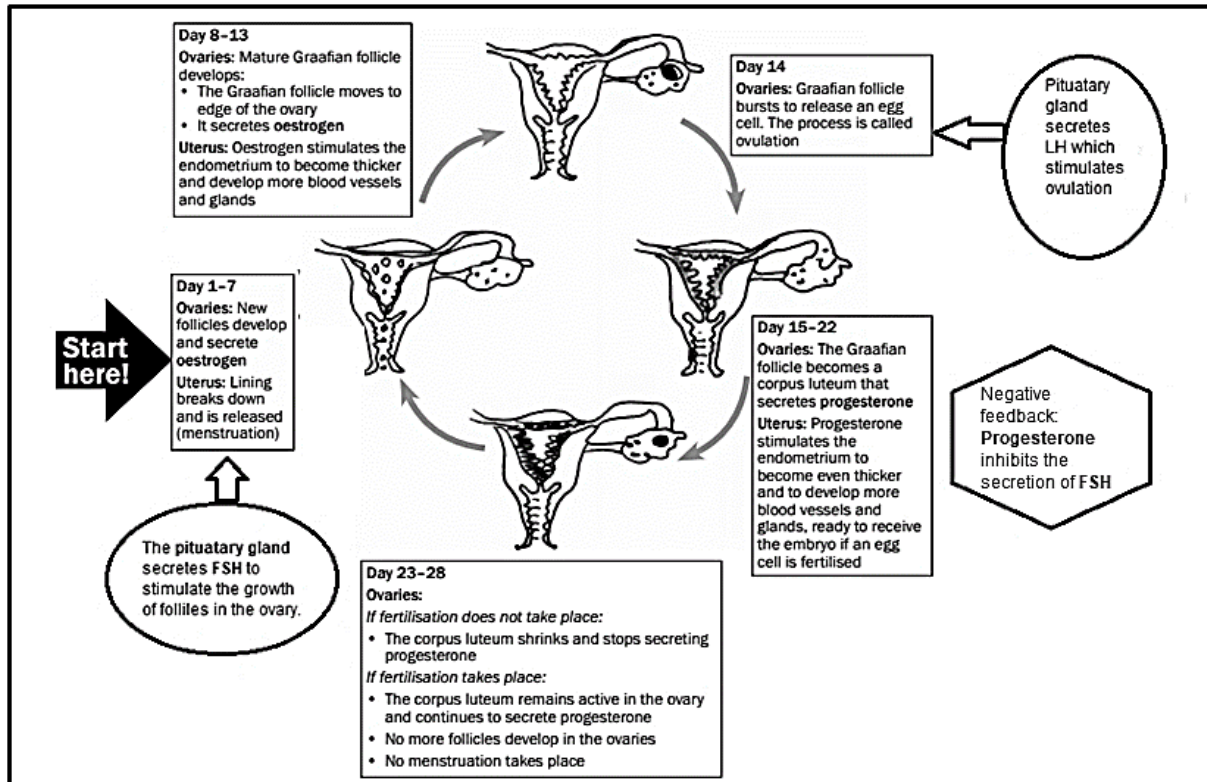 Start
here!
Day 1–7
Ovaries: New
follicles develop
and secrete
oestrogen
Uterus: Lining
breaks down
and is released
(menstruation)
The pituatary gland
secretes FSH to
stimulate the growth
of folliles in the ovary.
Day 8–13
Ovaries: Mature Graafian follicle
develops:
• The Graafian follicle moves to
edge of the ovary
• It secretes oestrogen
Uterus: Oestrogen stimulates the
endometrium to become thicker
and develop more blood vessels
and glands
Day 14
Ovaries: Graafian follicle
bursts to release an egg
cell. The process is called
ovulation
Pituatary
gland
secretes
LH which
stimulates
ovulation
Day 15–22
Ovaries: The Graafian
follicle becomes a
corpus luteum that
secretes progesterone
Uterus: Progesterone
stimulates the
endometrium to
become even thicker
and to develop more
blood vessels and
glands, ready to receive
the embryo if an egg
cell is fertilised
Negative
feedback:
Progesterone
inhibits the
secretion of FSH
Day 23–28
Ovaries:
If fertilisation does not take place:
• The corpus luteum shrinks and stops secreting
progesterone
If fertilisation takes place:
• The corpus luteum remains active in the ovary
and continues to secrete progesterone
• No more follicles develop in the ovaries
• No menstruation takes place